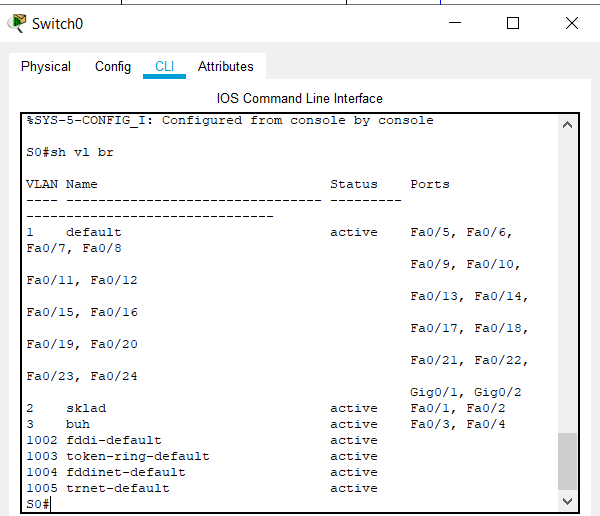 Switch0
Physical Config CLI Attributes
IOS Command Line Interface
%SYS-5-CONFIG_I: Configured from console by console
S0#sh vl br
VLAN Name                             Status    Ports
---- -------------------------------- ---------
-------------------------------
1    default                          active    Fa0/5, Fa0/6,
Fa0/7, Fa0/8
                                                Fa0/9, Fa0/10,
Fa0/11, Fa0/12
                                                Fa0/13, Fa0/14,
Fa0/15, Fa0/16
                                                Fa0/17, Fa0/18,
Fa0/19, Fa0/20
                                                Fa0/21, Fa0/22,
Fa0/23, Fa0/24
                                                Gig0/1, Gig0/2
2    sklad                            active    Fa0/1, Fa0/2
3    buh                              active    Fa0/3, Fa0/4
1002 fddi-default                     active
1003 token-ring-default               active
1004 fddinet-default                  active
1005 trnet-default                    active
S0#